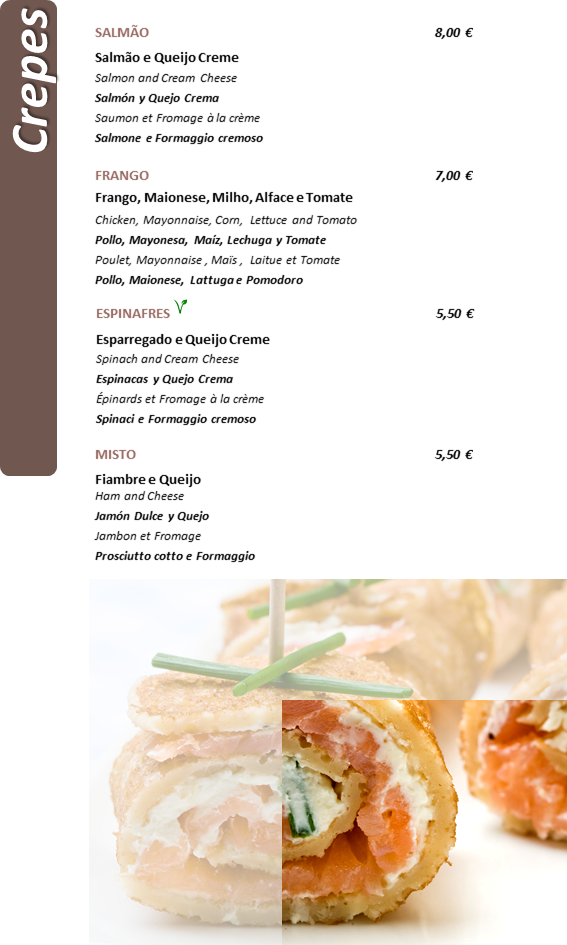 Crepes
SALMÃO 8,00 €
Salmão e Queijo Creme
Salmon and Cream Cheese
Salmón y Quejo Crema
Saumon et Fromage à la crème
Salmone e Formaggio cremoso
FRANGO 7,00 €
Frango, Maionese, Milho, Alface e Tomate
Chicken, Mayonnaise, Corn, Lettuce and Tomato
Pollo, Mayonesa, Maíz, Lechuga y Tomate
Poulet, Mayonnaise , Maïs , Laitue et Tomate
Pollo, Maionese, Lattuga e Pomodoro
ESPINAFRES 5,50 €
Esparregado e Queijo Creme
Spinach and Cream Cheese
Espinacas y Quejo Crema
Épinards et Fromage à la crème
Spinaci e Formaggio cremoso
MISTO 5,50 €
Fiambre e Queijo
Ham and Cheese
Jamón Dulce y Quejo
Jambon et Fromage
Prosciutto cotto e Formaggio